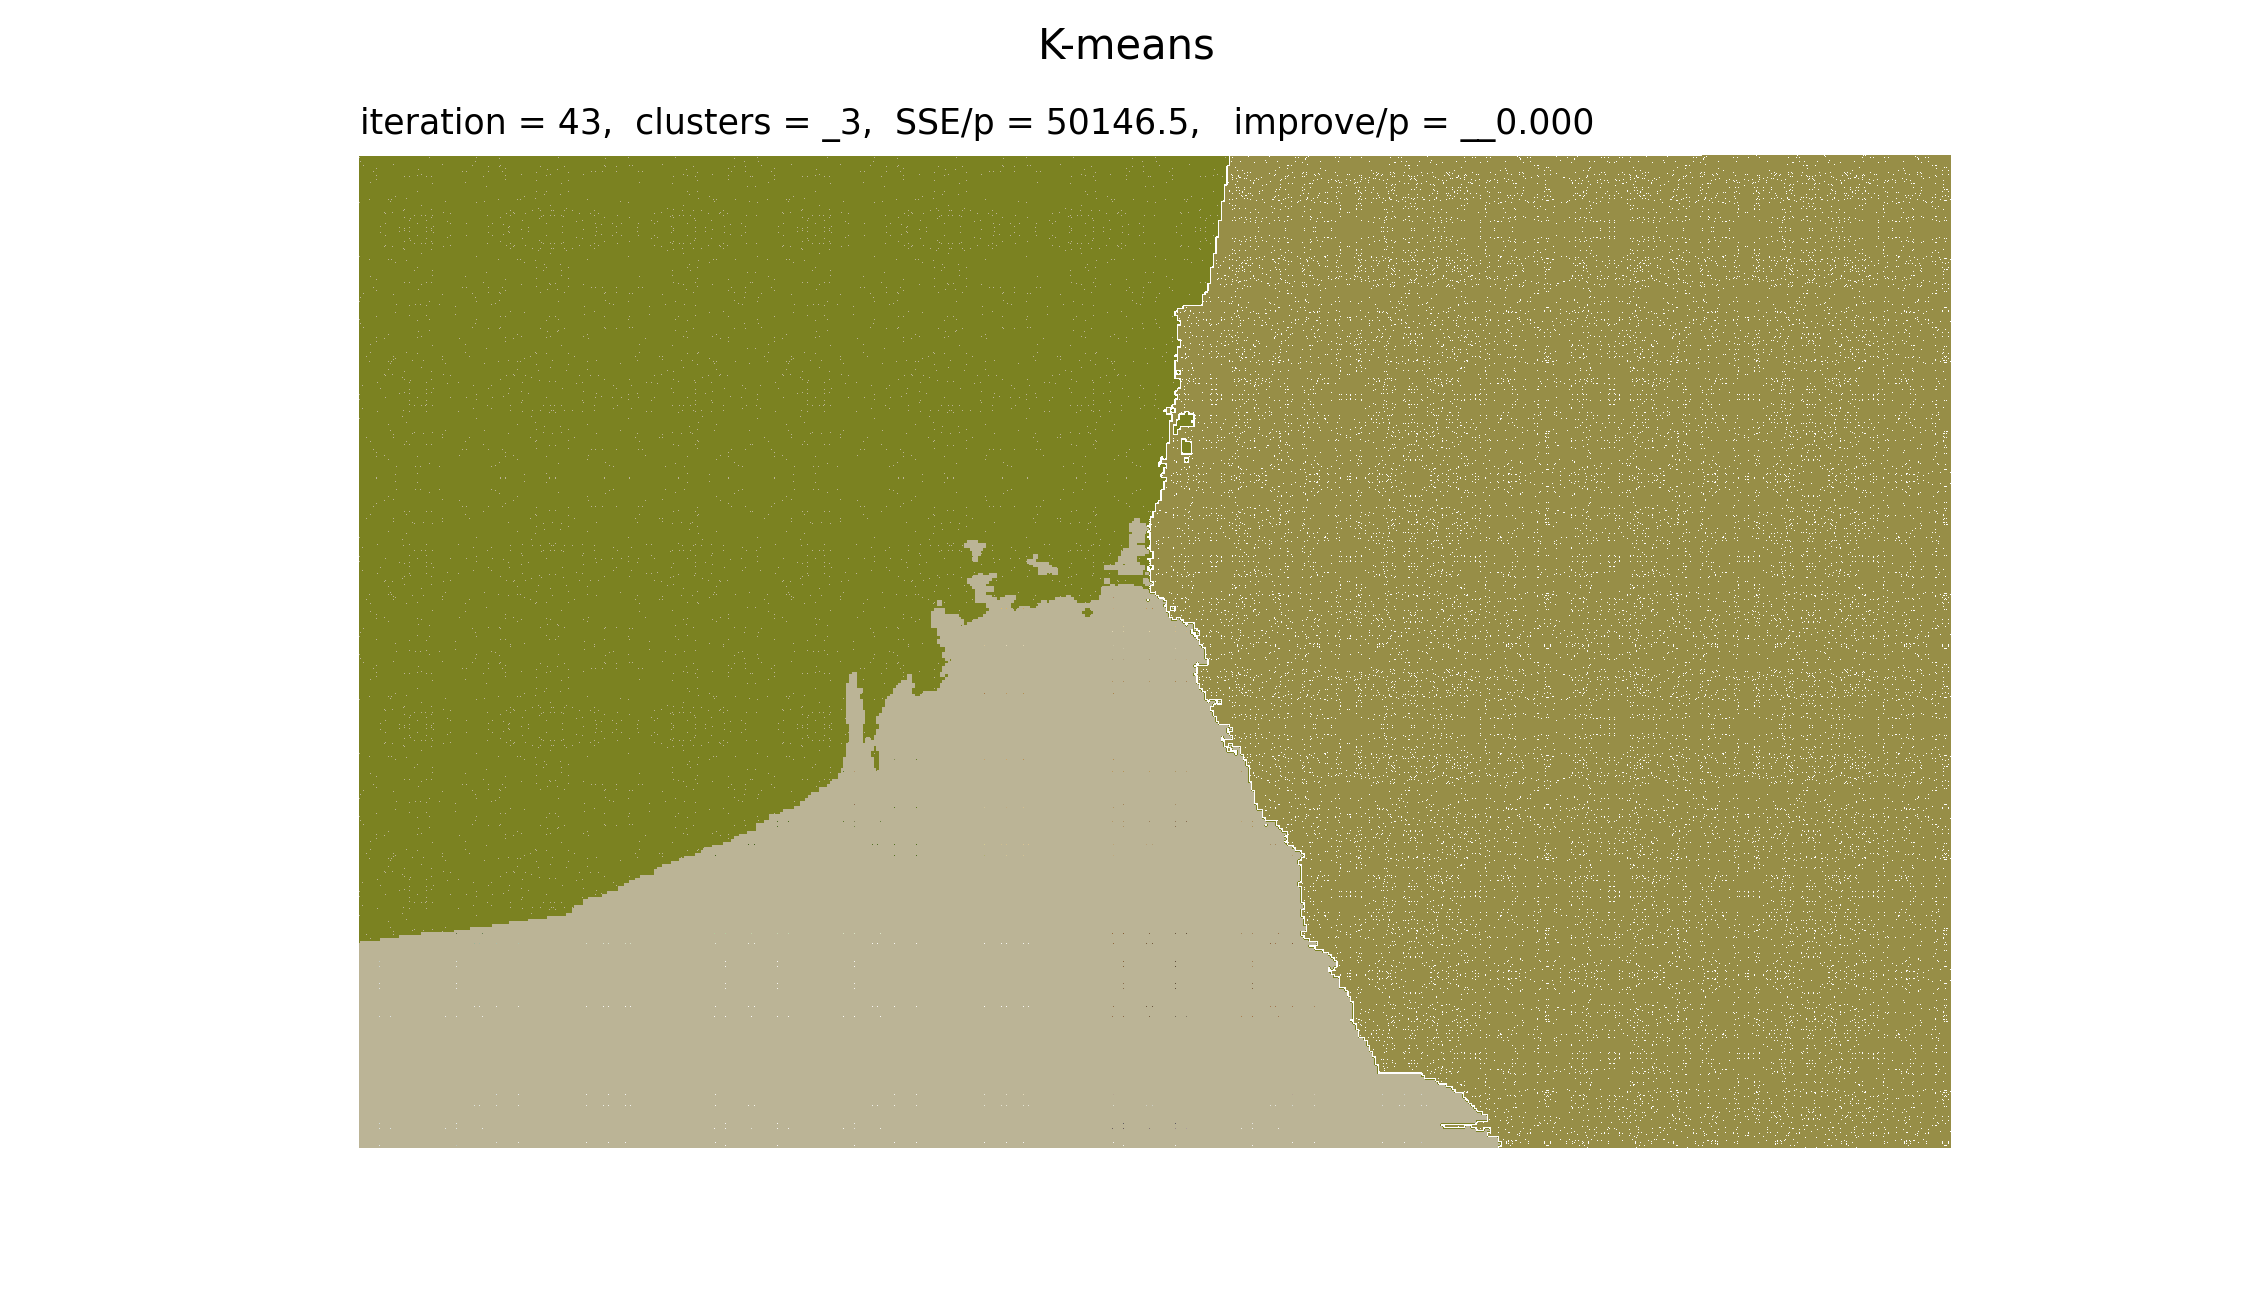 K-means
iteration = 43,  clusters = _3,  SSE/p = 50146.5,   improve/p = __0.000